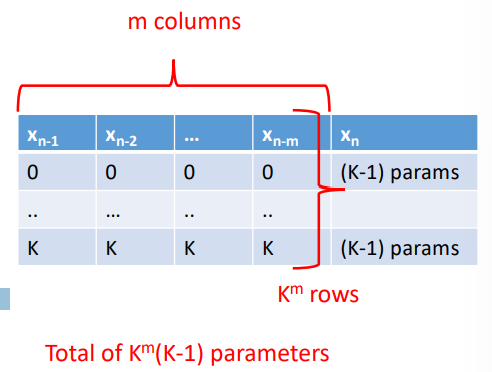 m columns
xn-1 xn-2 ... xn-m xn
0 0 0 0 (K-1) params
.. ... .. ..
K K K K (K-1) params
Km rows
Total of Km(K-1) parameters